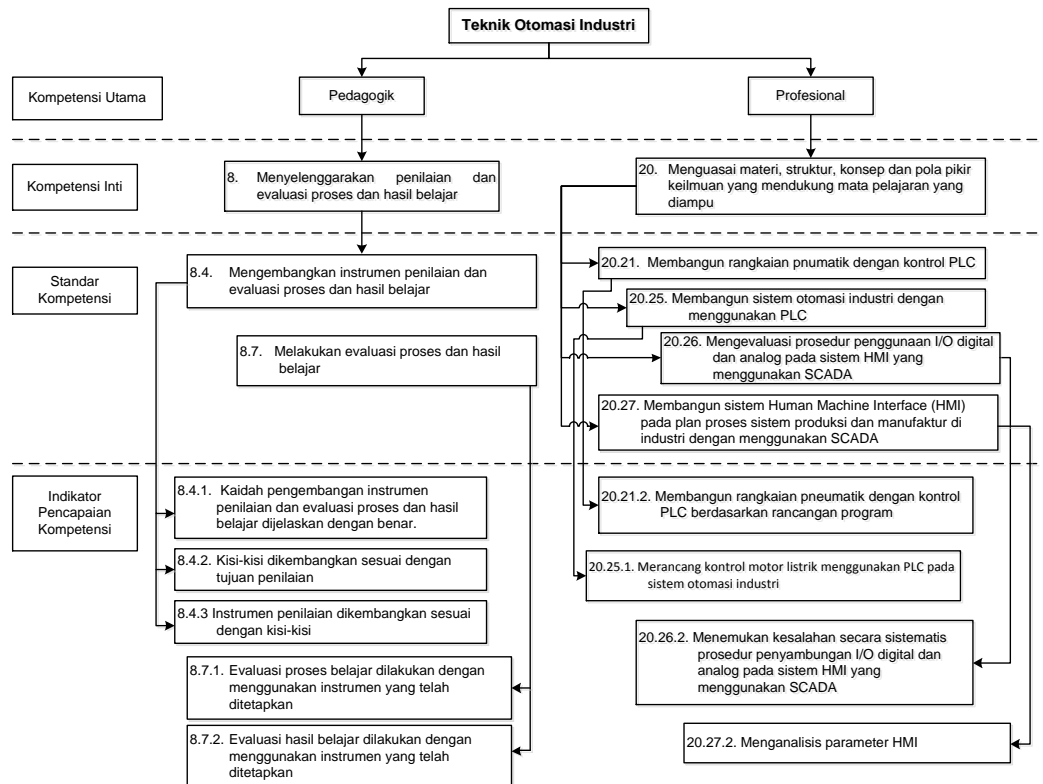 Teknik Otomasi Industri
Kompetensi Utama
Pedagogik
Profesional
Kompetensi Inti
8. Menyelenggarakan penilaian dan
evaluasi proses dan hasil belajar
20. Menguasai materi, struktur, konsep dan pola pikir
keilmuan yang mendukung mata pelajaran yang
diampu
Standar
Kompetensi
8.4. Mengembangkan instrumen penilaian dan
evaluasi proses dan hasil belajar
8.7. Melakukan evaluasi proses dan hasil
belajar
20.21. Membangun rangkaian pnumatik dengan kontrol PLC
20.25. Membangun sistem otomasi industri dengan
menggunakan PLC
20.26. Mengevaluasi prosedur penggunaan I/O digital
dan analog pada sistem HMI yang
menggunakan SCADA
20.27. Membangun sistem Human Machine Interface (HMI)
pada plan proses sistem produksi dan manufaktur di
industri dengan menggunakan SCADA
Indikator
Pencapaian
Kompetensi
8.4.1. Kaidah pengembangan instrumen
penilaian dan evaluasi proses dan hasil
belajar dijelaskan dengan benar.
8.4.2. Kisi-kisi dikembangkan sesuai dengan
tujuan penilaian
8.4.3 Instrumen penilaian dikembangkan sesuai
dengan kisi-kisi
8.7.1. Evaluasi proses belajar dilakukan dengan
menggunakan instrumen yang telah
ditetapkan
8.7.2. Evaluasi hasil belajar dilakukan dengan
menggunakan instrumen yang telah
ditetapkan
20.21.2. Membangun rangkaian pneumatik dengan kontrol
PLC berdasarkan rancangan program
20.25.1. Merancang kontrol motor listrik menggunakan PLC pada
sistem otomasi industri
20.26.2. Menemukan kesalahan secara sistematis
prosedur penyambungan I/O digital dan
analog pada sistem HMI yang
menggunakan SCADA
20.27.2. Menganalisis parameter HMI